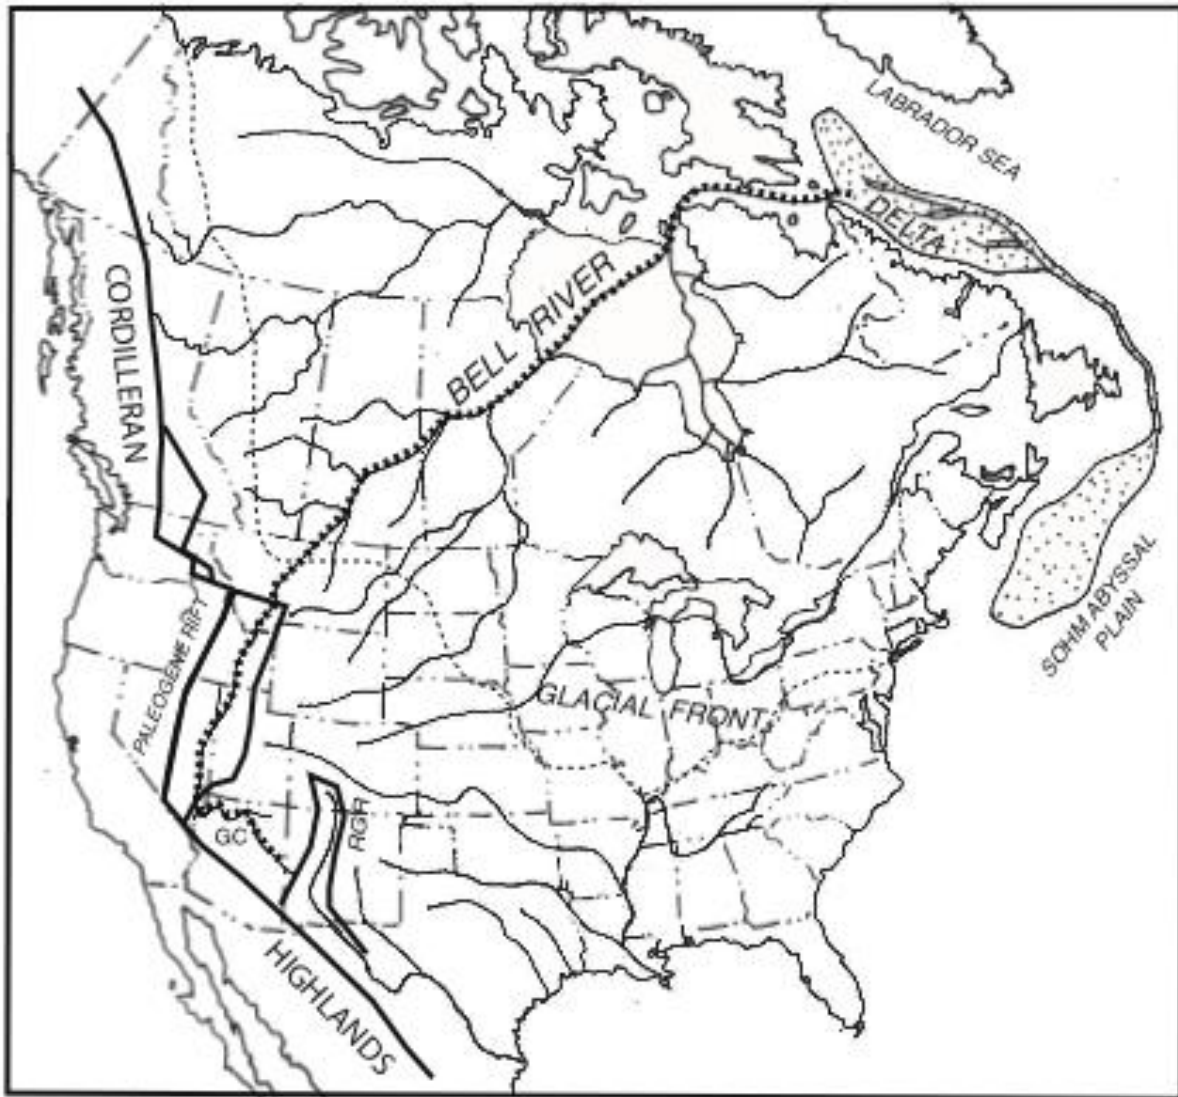 LABRADOR SEA
DELTA
BELL RIVER
CORDILLERAN
PALEOGENE RIFT
SOHM ABYSSAL
PLAIN
GLACIAL FRONT
GC
RGR
HIGHLANDS